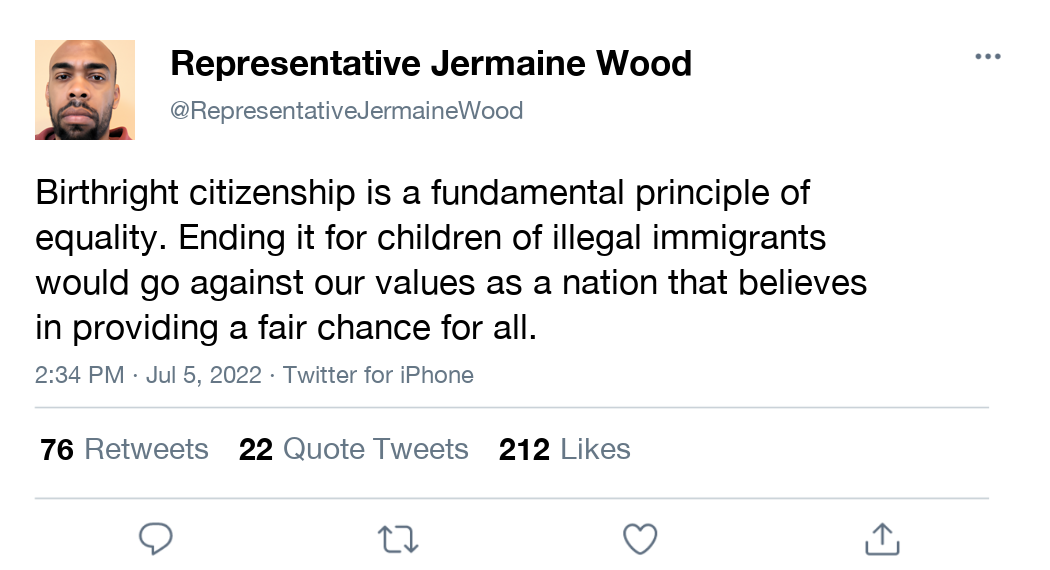 Representative Jermaine Wood
@RepresentativeJermaineWood
Birthright citizenship is a fundamental principle of
equality. Ending it for children of illegal immigrants
would go against our values as a nation that believes
in providing a fair chance for all.
2:34 PM · Jul 5, 2022 · Twitter for iPhone
76 Retweets 22 Quote Tweets 212 Likes